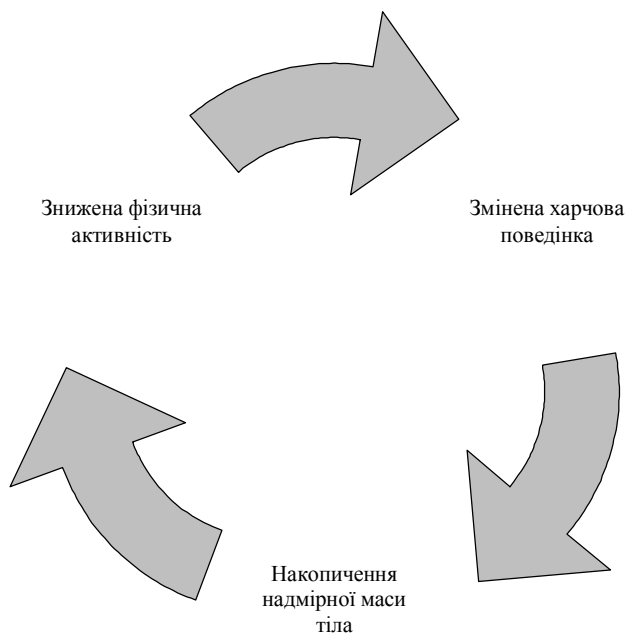 Знижена фізична
активність
Змінена харчова
поведінка
Накопичення
надмірної маси
тіла